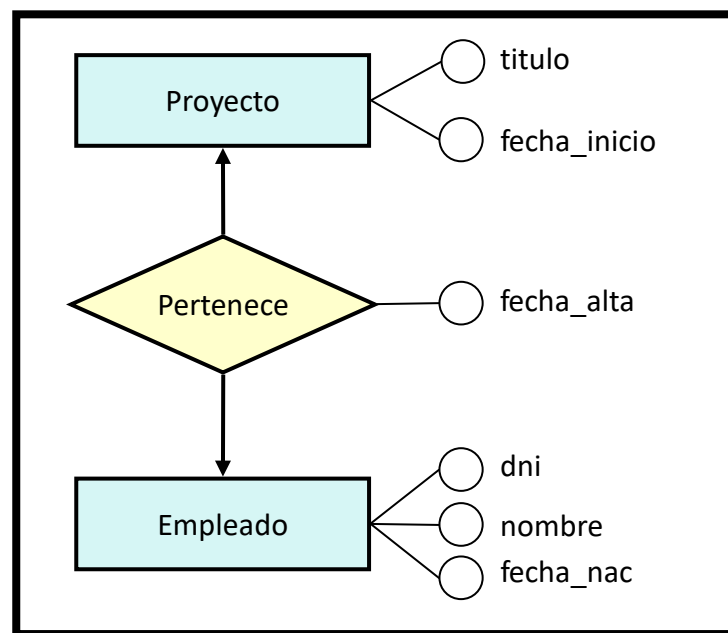 Proyecto
titulo
fecha_inicio
Pertenece
fecha_alta
Empleado
dni
nombre
fecha_nac